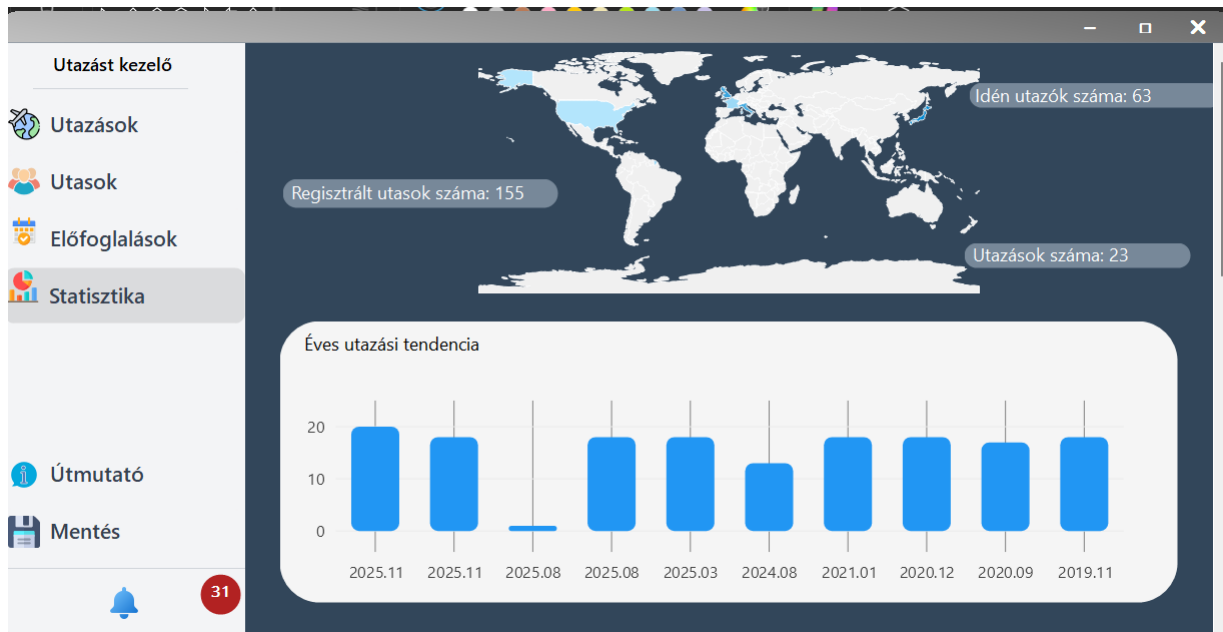 Utazást kezelő
Utazások
Utasok
Előfoglalások
Statisztika
Útmutató
Mentés
31
Idén utazók száma: 63
Regisztrált utasok száma: 155
Utazások száma: 23
Éves utazási tendencia
20
10
0
2025.11 2025.11 2025.08 2025.08 2025.03 2024.08 2021.01 2020.12 2020.09 2019.11